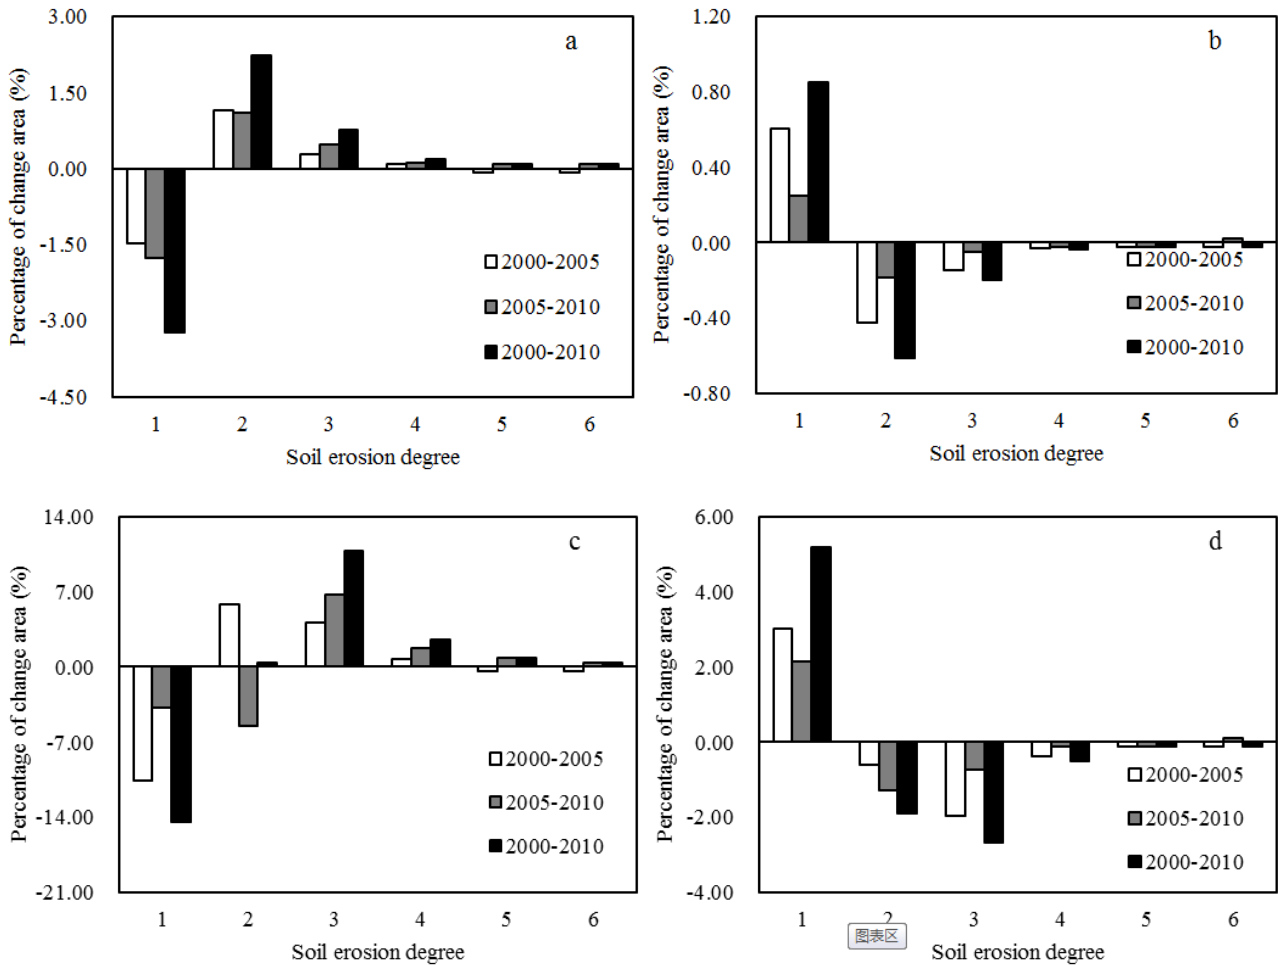 3.00
1.50
0.00
-1.50
-3.00
-4.50
Percentage of change area (%)
a
2000-2005
2005-2010
2000-2010
1 2 3 4 5 6
Soil erosion degree
1.20
0.80
0.40
0.00
-0.40
-0.80
Percentage of change area (%)
b
2000-2005
2005-2010
2000-2010
1 2 3 4 5 6
Soil erosion degree
14.00
7.00
0.00
-7.00
-14.00
-21.00
Percentage of change area (%)
c
2000-2005
2005-2010
2000-2010
1 2 3 4 5 6
Soil erosion degree
6.00
4.00
2.00
0.00
-2.00
-4.00
Percentage of change area (%)
d
2000-2005
2005-2010
2000-2010
1 2 3 4 5 6
图表区
Soil erosion degree